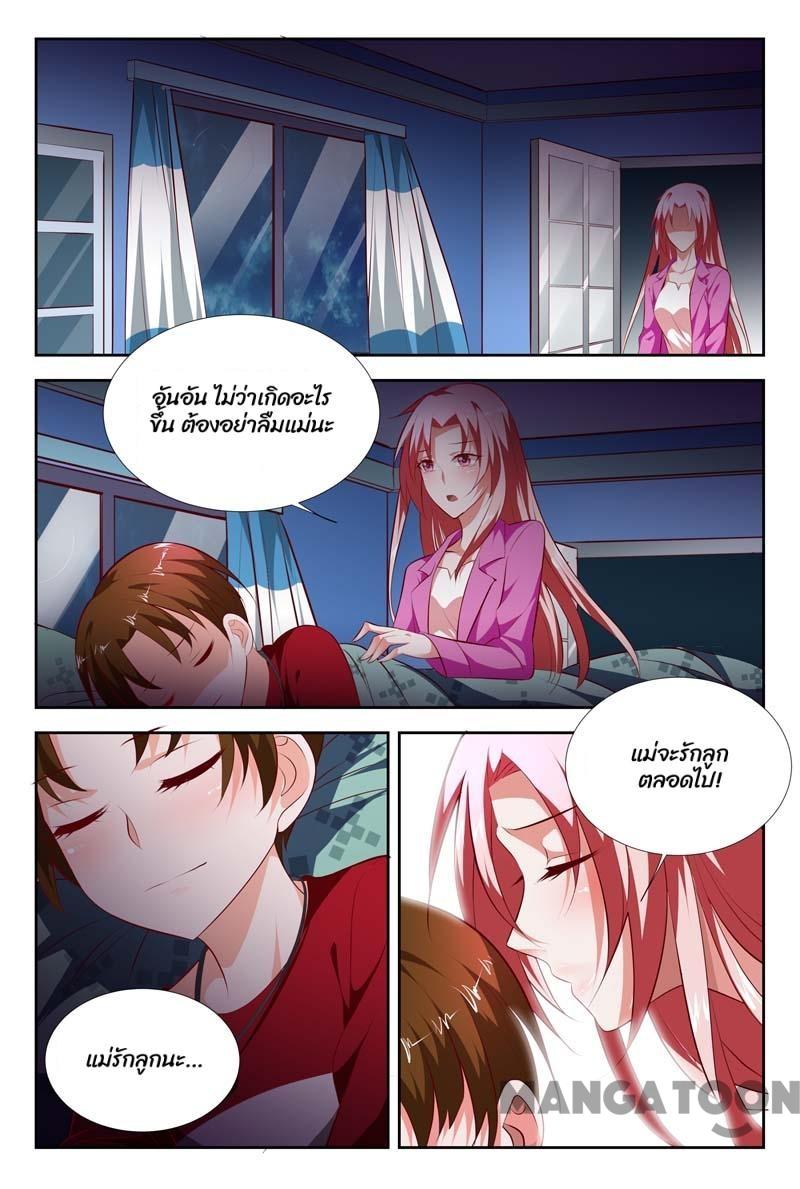 อันอัน ไม่ว่าเกิดอะไร
ขึ้น ต้องอย่าลืมแม่นะ
แม่จะรักลูก
ตลอดไป!
แม่รักลูกนะ...
MANGATOON